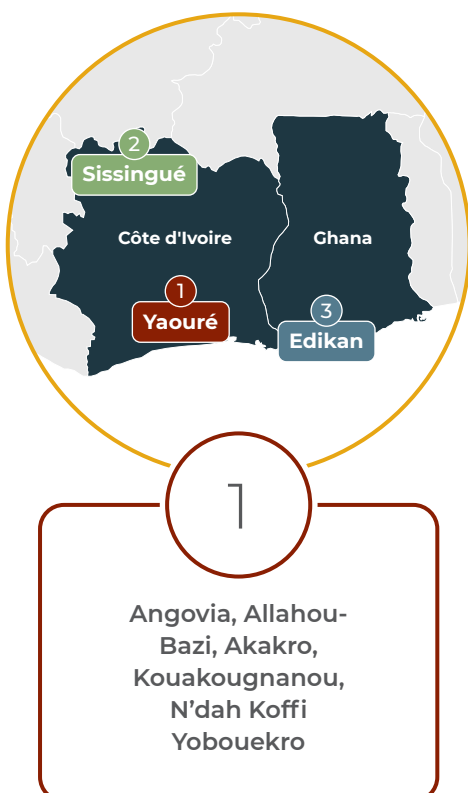 2
Sissingué
Côte d'Ivoire
Ghana
1
Yaouré
3
Edikan
1
Angovia, Allahou-
Bazi, Akakro,
Kouakougnanou,
N’dah Koffi
Yobouekro